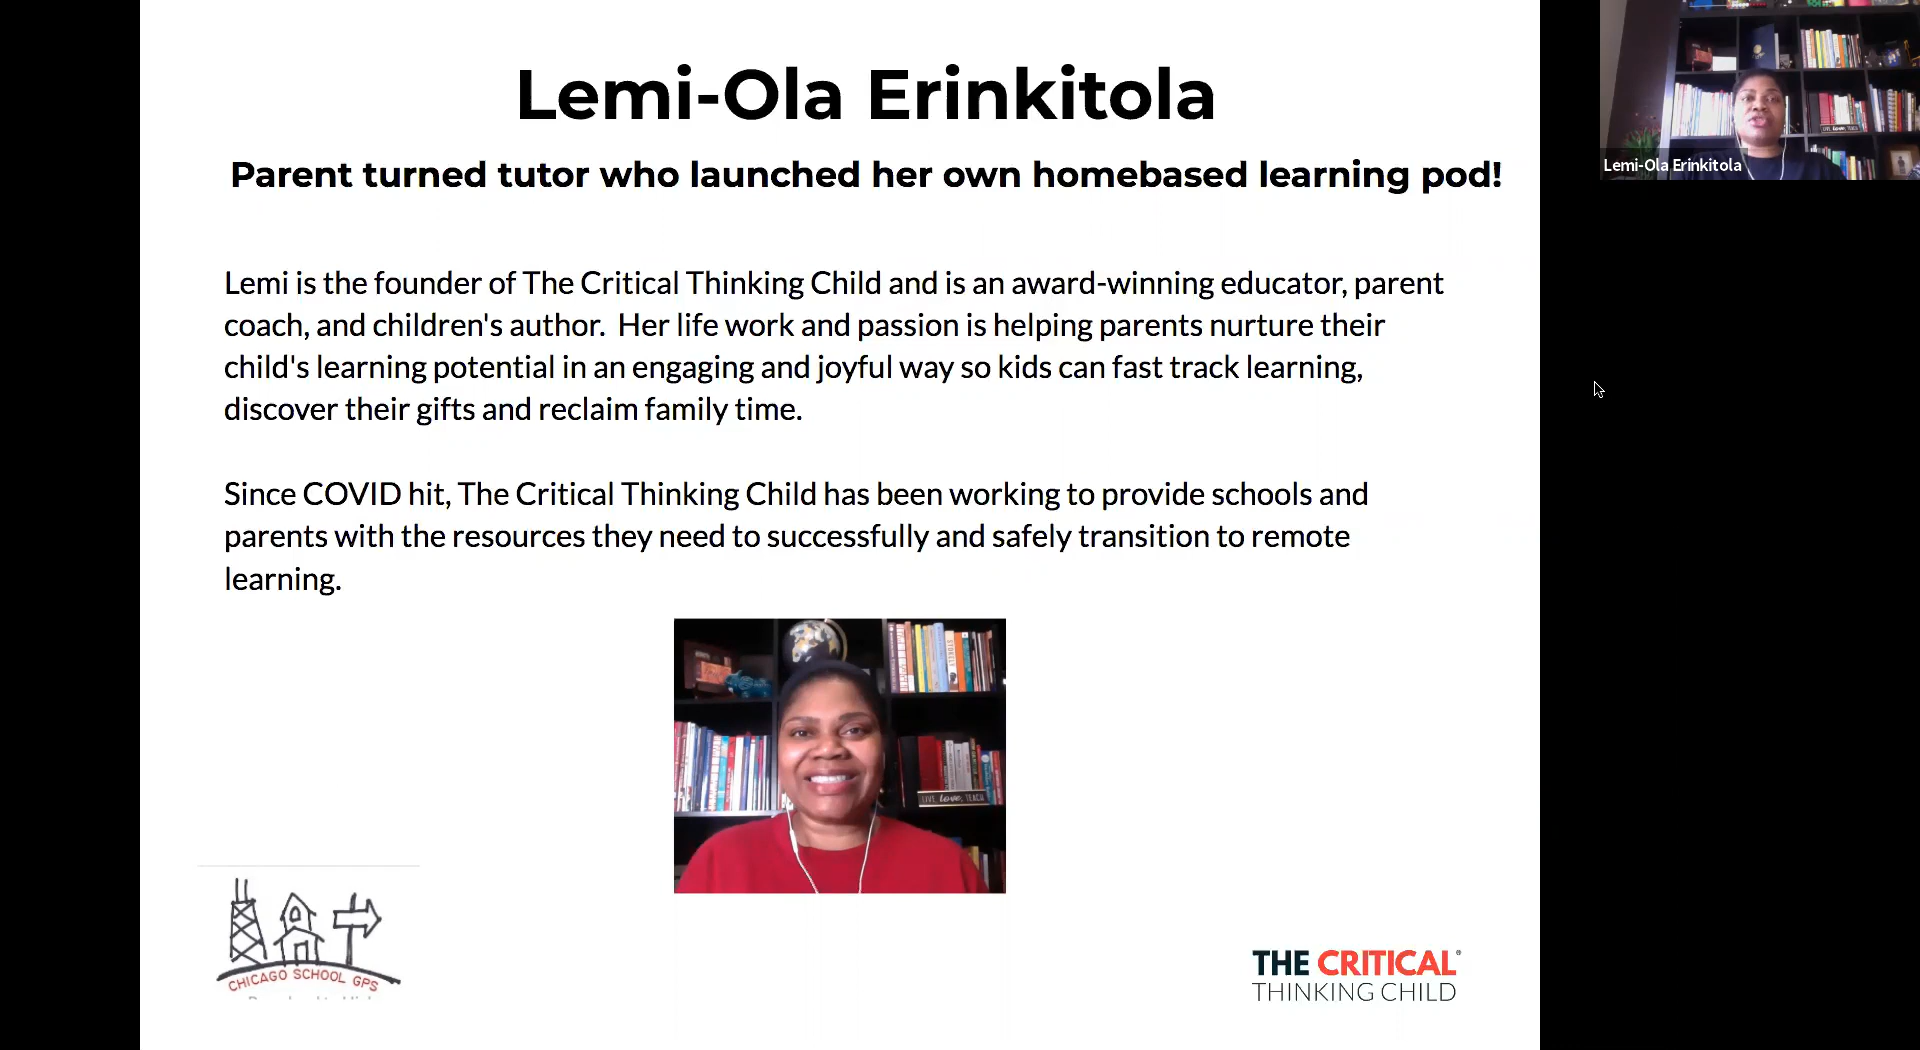 Lemi-Ola Erinkitola
Parent turned tutor who launched her own homebased learning pod!
Lemi-Ola Erinkitola
Lemi is the founder of The Critical Thinking Child and is an award-winning educator, parent
coach, and children's author.  Her life work and passion is helping parents nurture their
child's learning potential in an engaging and joyful way so kids can fast track learning,
discover their gifts and reclaim family time.
Since COVID hit, The Critical Thinking Child has been working to provide schools and
parents with the resources they need to successfully and safely transition to remote
learning.
LIVE love, TEACH
CHICAGO SCHOOL GPS
THE CRITICAL®
THINKING CHILD